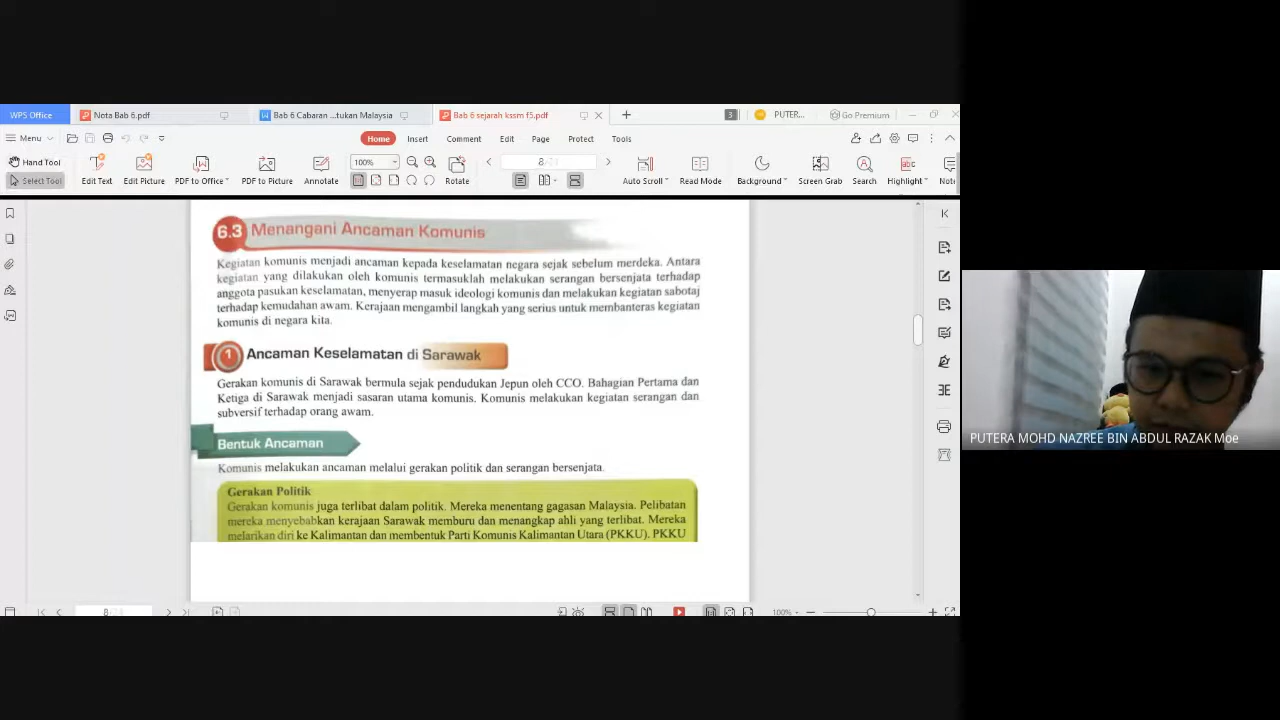 WPS Office
Nota Bab 6.pdf
Bab 6 Cabaran ...tukan Malaysia
Bab 6 sejarah kssm f5.pdf
3
PUTER...
Go Premium
Menu
Home
Insert
Comment
Edit
Page
Protect
Tools
Hand Tool
Select Tool
Edit Text
Edit Picture
PDF to Office
PDF to Picture
Annotate
100%
Rotate
8
Auto Scroll
Read Mode
Background
Screen Grab
Search
Highlight
6.3 Menangani Ancaman Komunis
Kegiatan komunis menjadi ancaman kepada keselamatan negara sejak sebelum merdeka. Antara
kegiatan yang dilakukan oleh komunis termasuklah melakukan serangan bersenjata terhadap
anggota pasukan keselamatan, menyerap masuk ideologi komunis dan melakukan kegiatan sabotaj
terhadap kemudahan awam. Kerajaan mengambil langkah yang serius untuk membanteras kegiatan
komunis di negara kita.
1 Ancaman Keselamatan di Sarawak
Gerakan komunis di Sarawak bermula sejak pendudukan Jepun oleh CCO. Bahagian Pertama dan
Ketiga di Sarawak menjadi sasaran utama komunis. Komunis melakukan kegiatan serangan dan
subversif terhadap orang awam.
Bentuk Ancaman
Komunis melakukan ancaman melalui gerakan politik dan serangan bersenjata.
Gerakan Politik
Gerakan komunis juga terlibat dalam politik. Mereka menentang gagasan Malaysia. Pelibatan
mereka menyebabkan kerajaan Sarawak memburu dan menangkap ahli yang terlibat. Mereka
melarikan diri ke Kalimantan dan membentuk Parti Komunis Kalimantan Utara (PKKU). PKKU
PUTERA MOHD NAZREE BIN ABDUL RAZAK Moe
8
100%